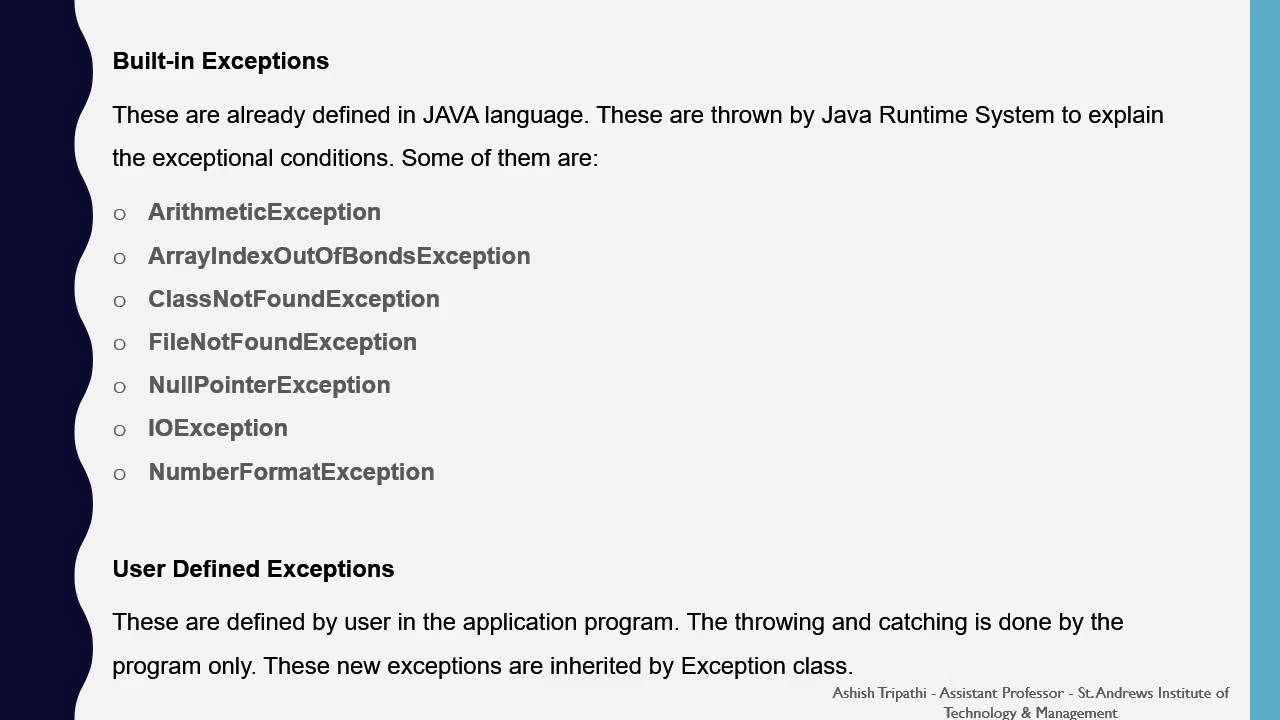 Built-in Exceptions
These are already defined in JAVA language. These are thrown by Java Runtime System to explain
the exceptional conditions. Some of them are:
o ArithmeticException
o ArrayIndexOutOfBondsException
o ClassNotFoundException
o FileNotFoundException
o NullPointerException
o IOException
o NumberFormatException
User Defined Exceptions
These are defined by user in the application program. The throwing and catching is done by the
program only. These new exceptions are inherited by Exception class.
Ashish Tripathi - Assistant Professor - St. Andrews Institute of
Technology & Management